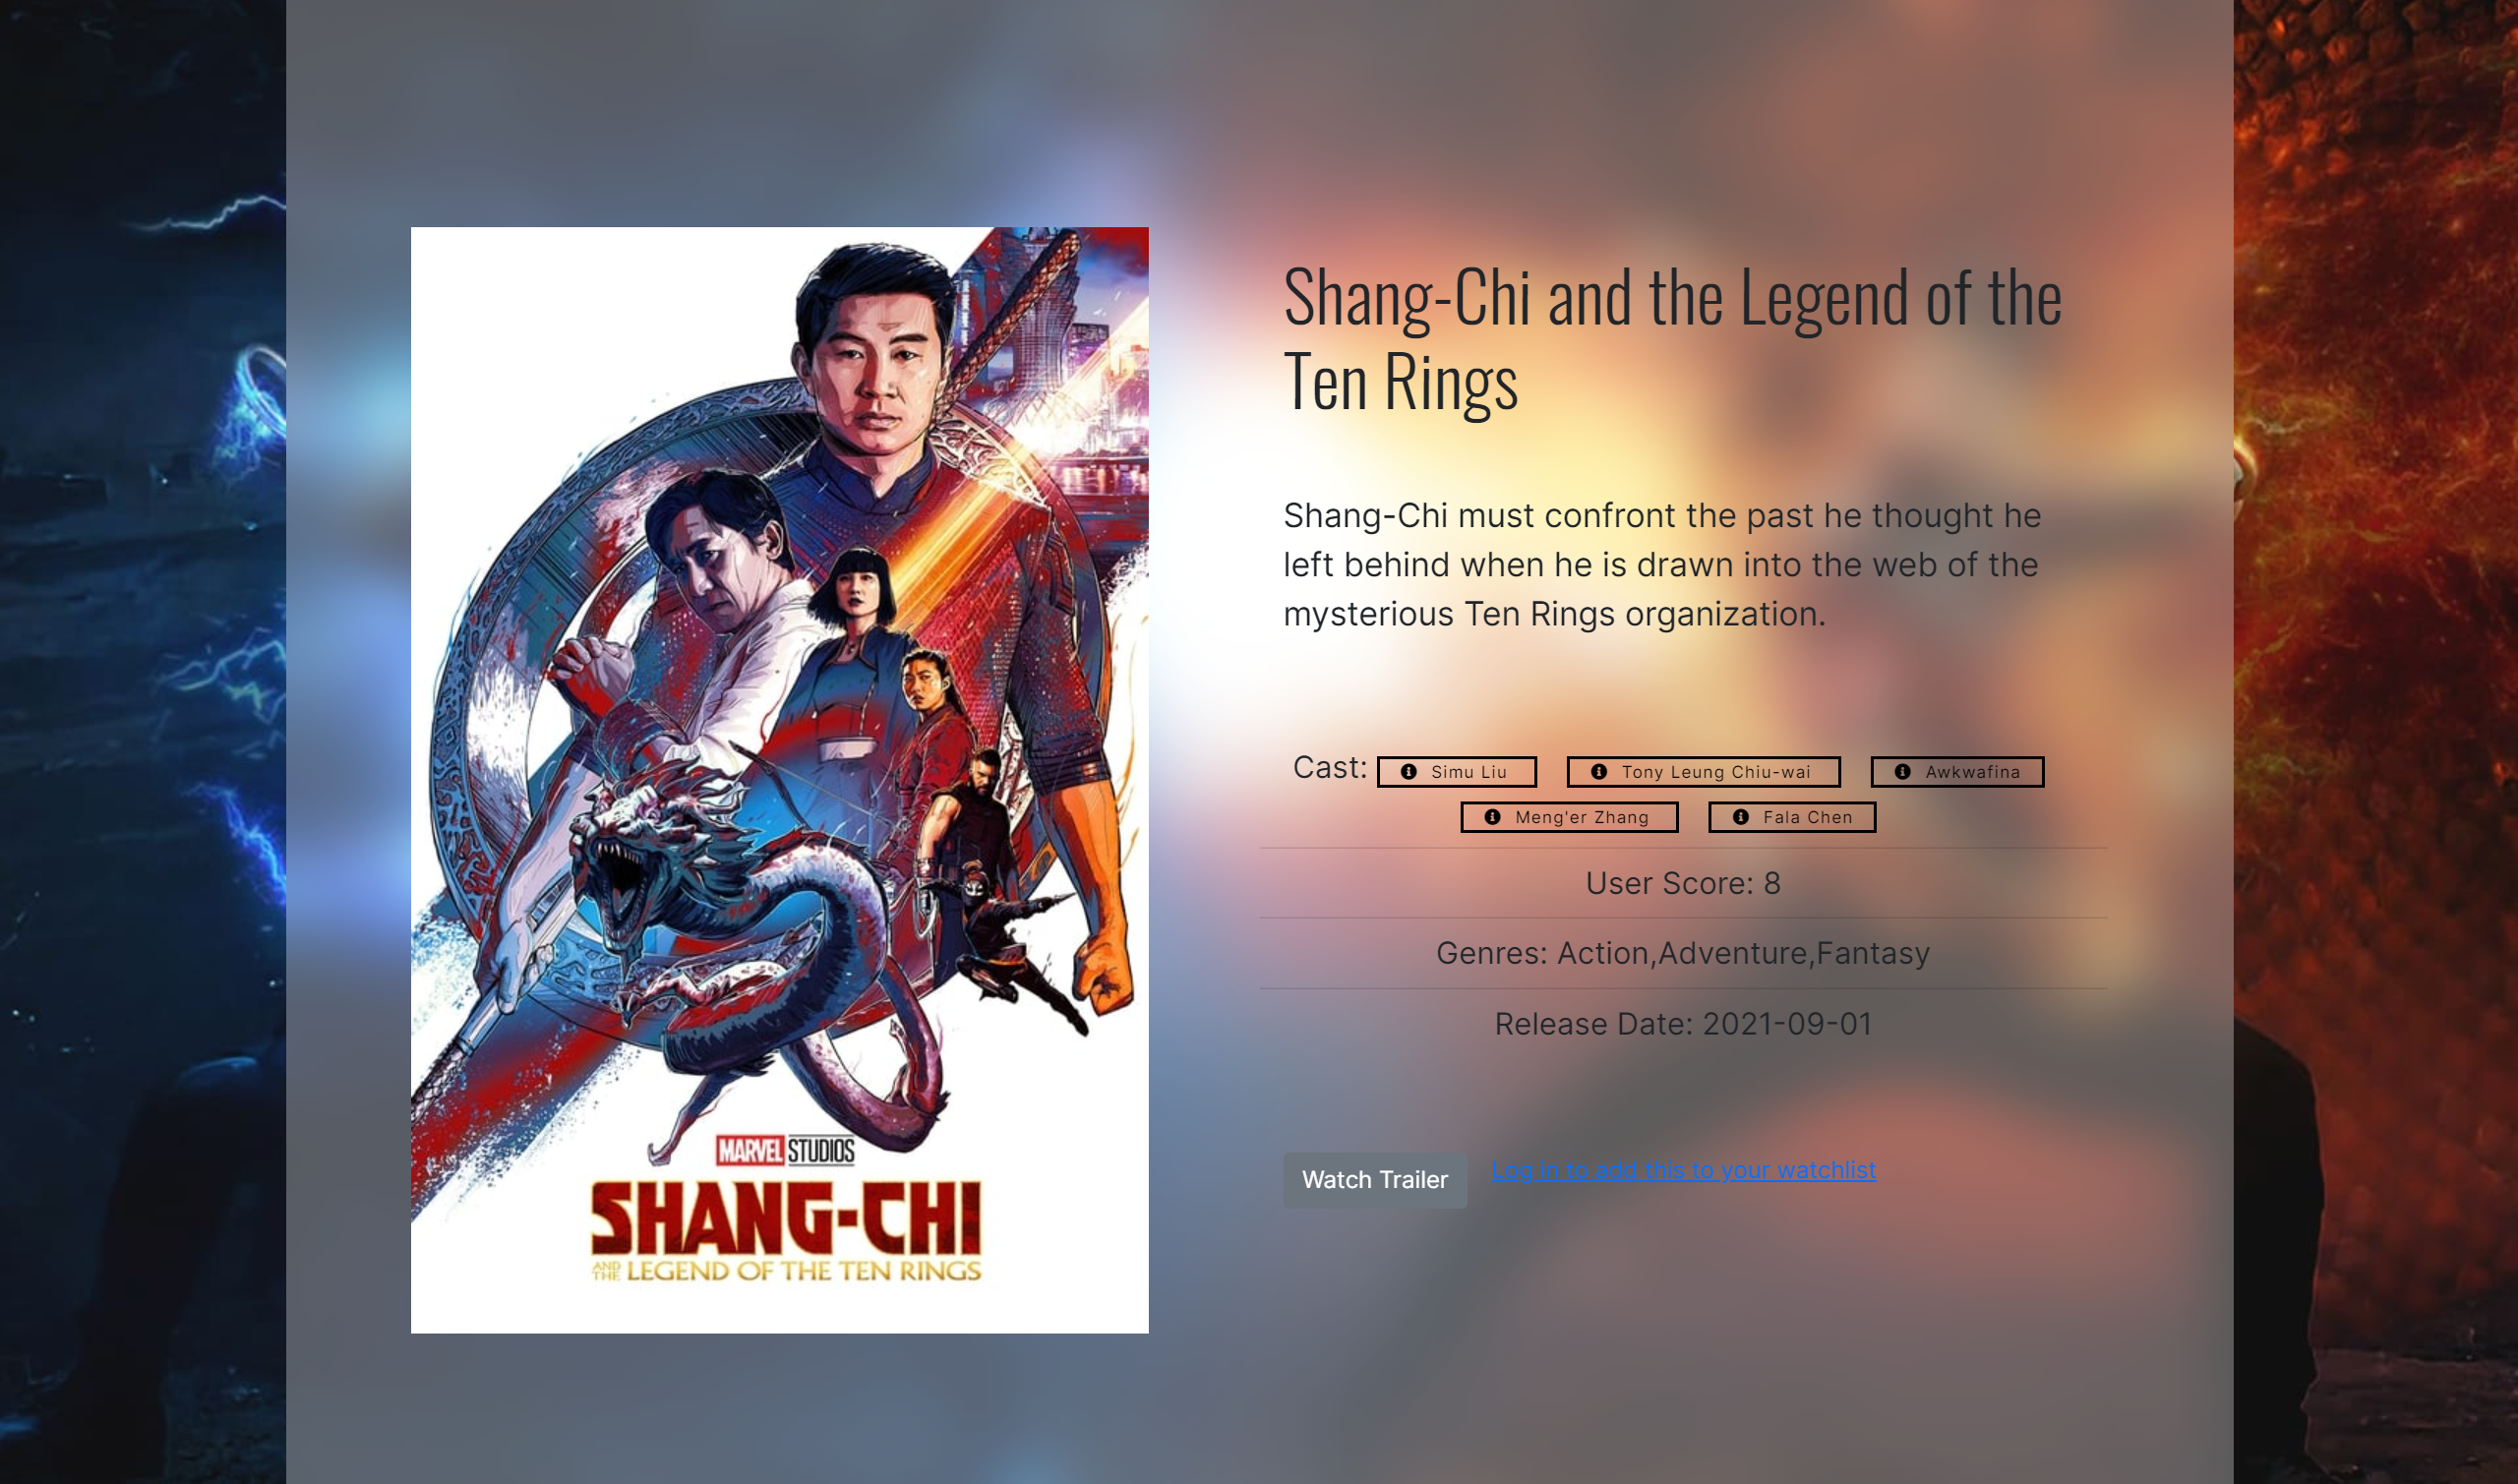 MARVEL STUDIOS
SHANG-CHI
AND THE LEGEND OF THE TEN RINGS
Shang-Chi and the Legend of the
Ten Rings
Shang-Chi must confront the past he thought he
left behind when he is drawn into the web of the
mysterious Ten Rings organization.
Cast: Simu Liu Tony Leung Chiu-wai Awkwafina
Meng'er Zhang Fala Chen
User Score: 8
Genres: Action,Adventure,Fantasy
Release Date: 2021-09-01
Watch Trailer Log in to add this to your watchlist